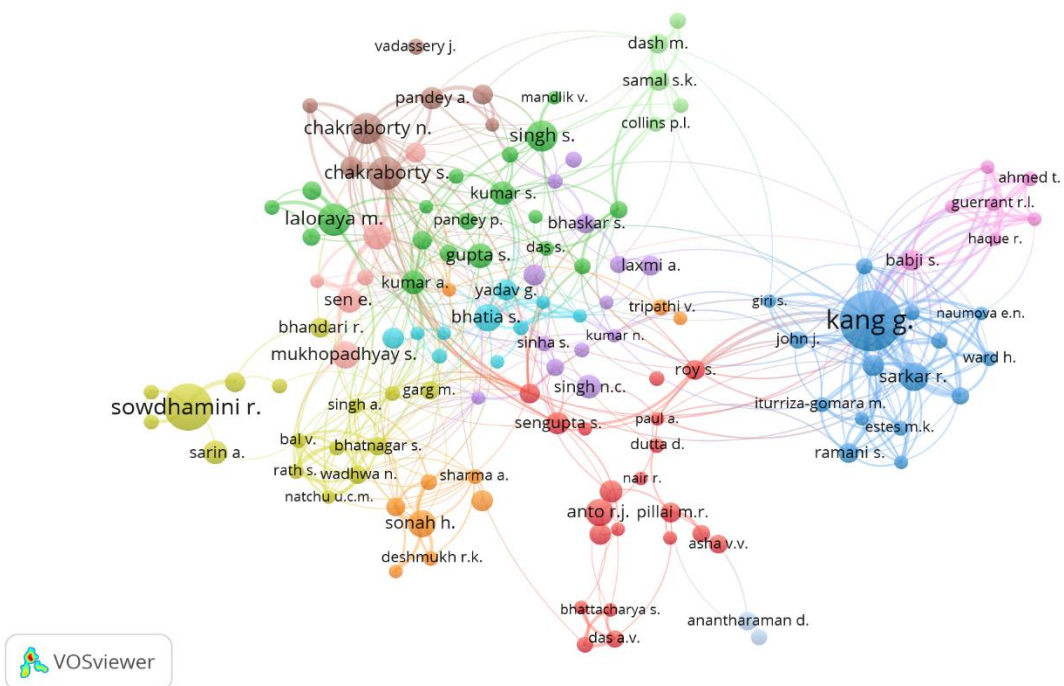 dash m.
vadassery j.
samal s.k.
pandey a.
mandlik v.
collins p.l.
chakraborty n.
singh s.
chakraborty s.
ahmed t.
kumar s.
guerrant r.l.
laloraya m.
pandey p.
bhaskar s.
haque r.
das s.
gupta s.
babji s.
laxmi a.
kumar a.
yadav g.
sen e.
giri s.
tripathi v.
naumova e.n.
bhatia s.
kang g.
bhandari r.
john j.
kumar n.
sinha s.
mukhopadhyay s.
ward h.
roy s.
sarkar r.
singh n.c.
garg m.
sowdhamini r.
singh a.
iturriza-gomara m.
paul a.
sengupta s.
estes m.k.
bal v.
bhatnagar s.
dutta d.
sarin a.
ramani s.
rath s.
wadhwa n.
sharma a.
nair r.
natchu u.c.m.
anto r.j.
pillai m.r.
sonah h.
asha v.v.
deshmukh r.k.
bhattacharya s.
anantharaman d.
das a.v.
VOSviewer